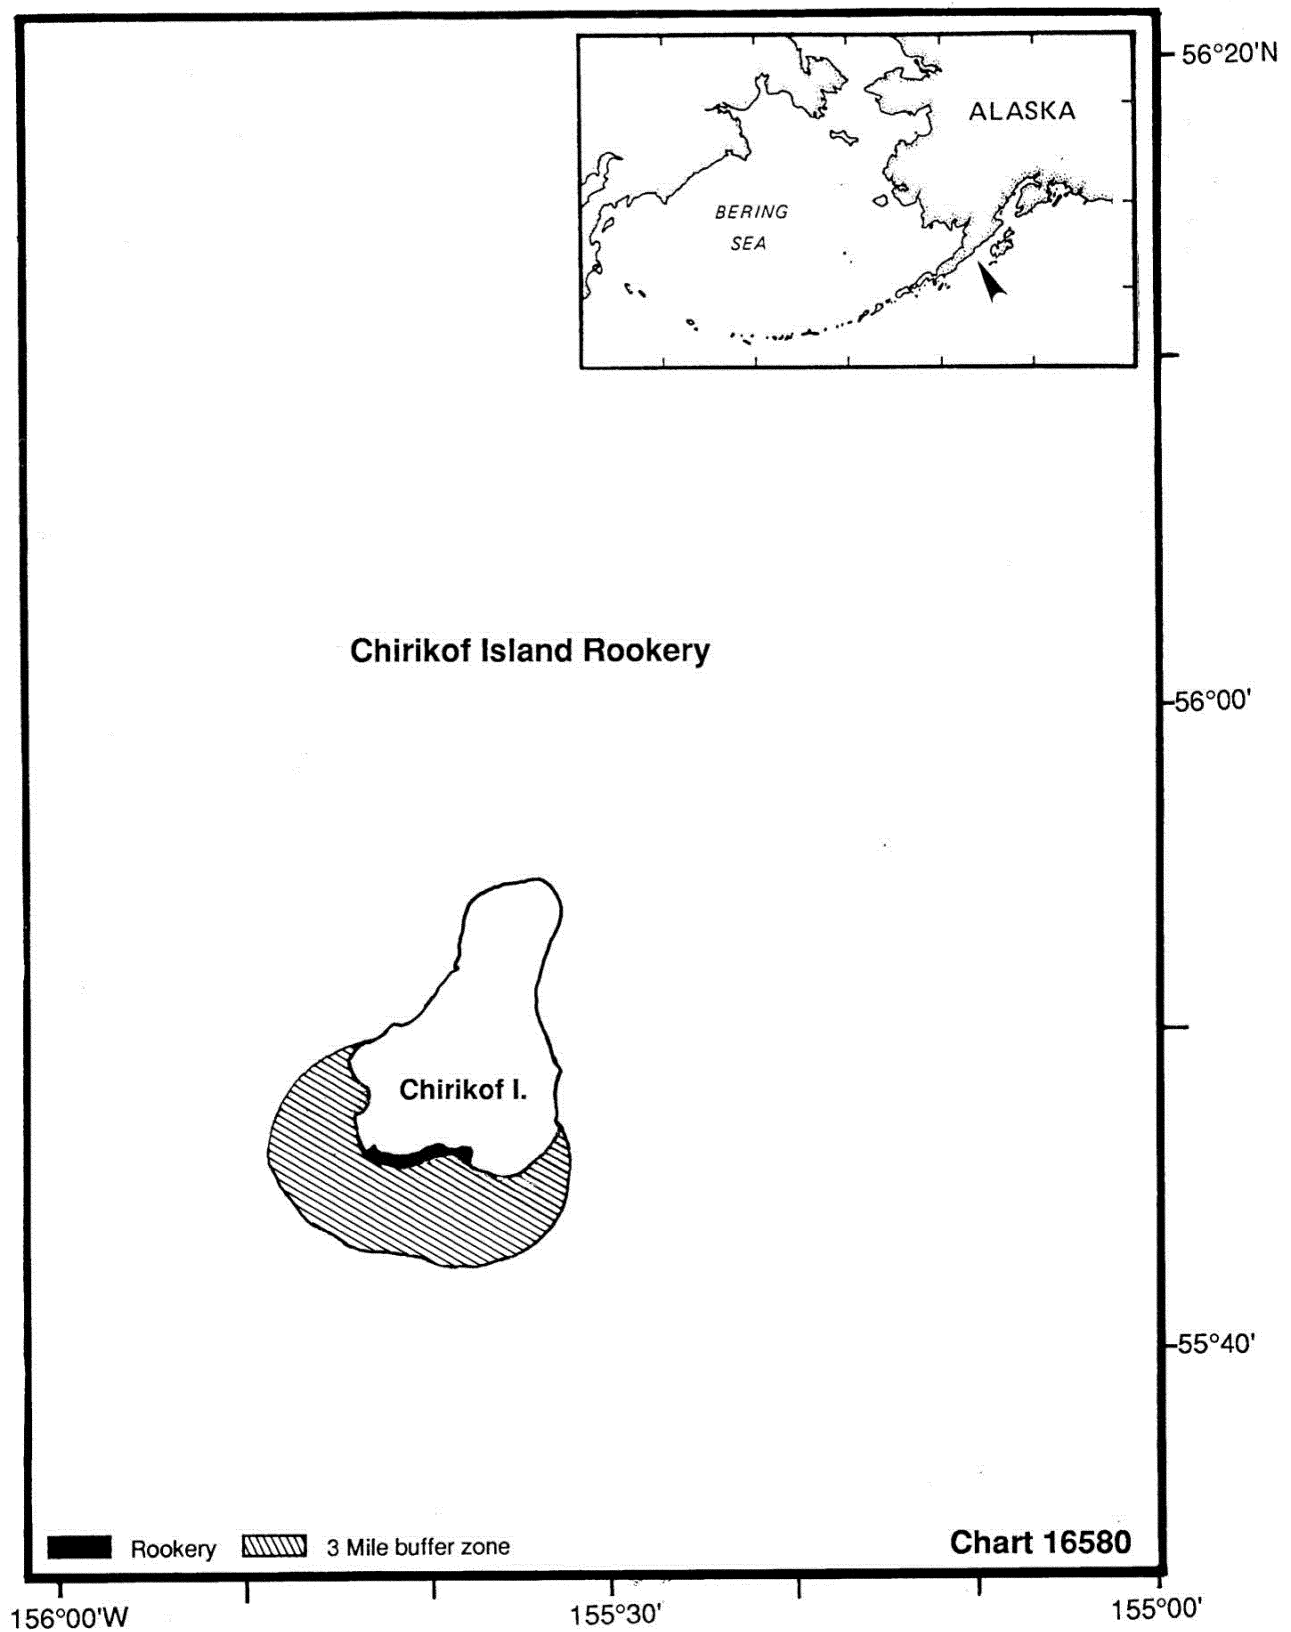 56°20'N
ALASKA
BERING
SEA
Chirikof Island Rookery
56°00'
Chirikof I.
55°40'
Rookery
3 Mile buffer zone
Chart 16580
156°00'W
155°30'
155°00'